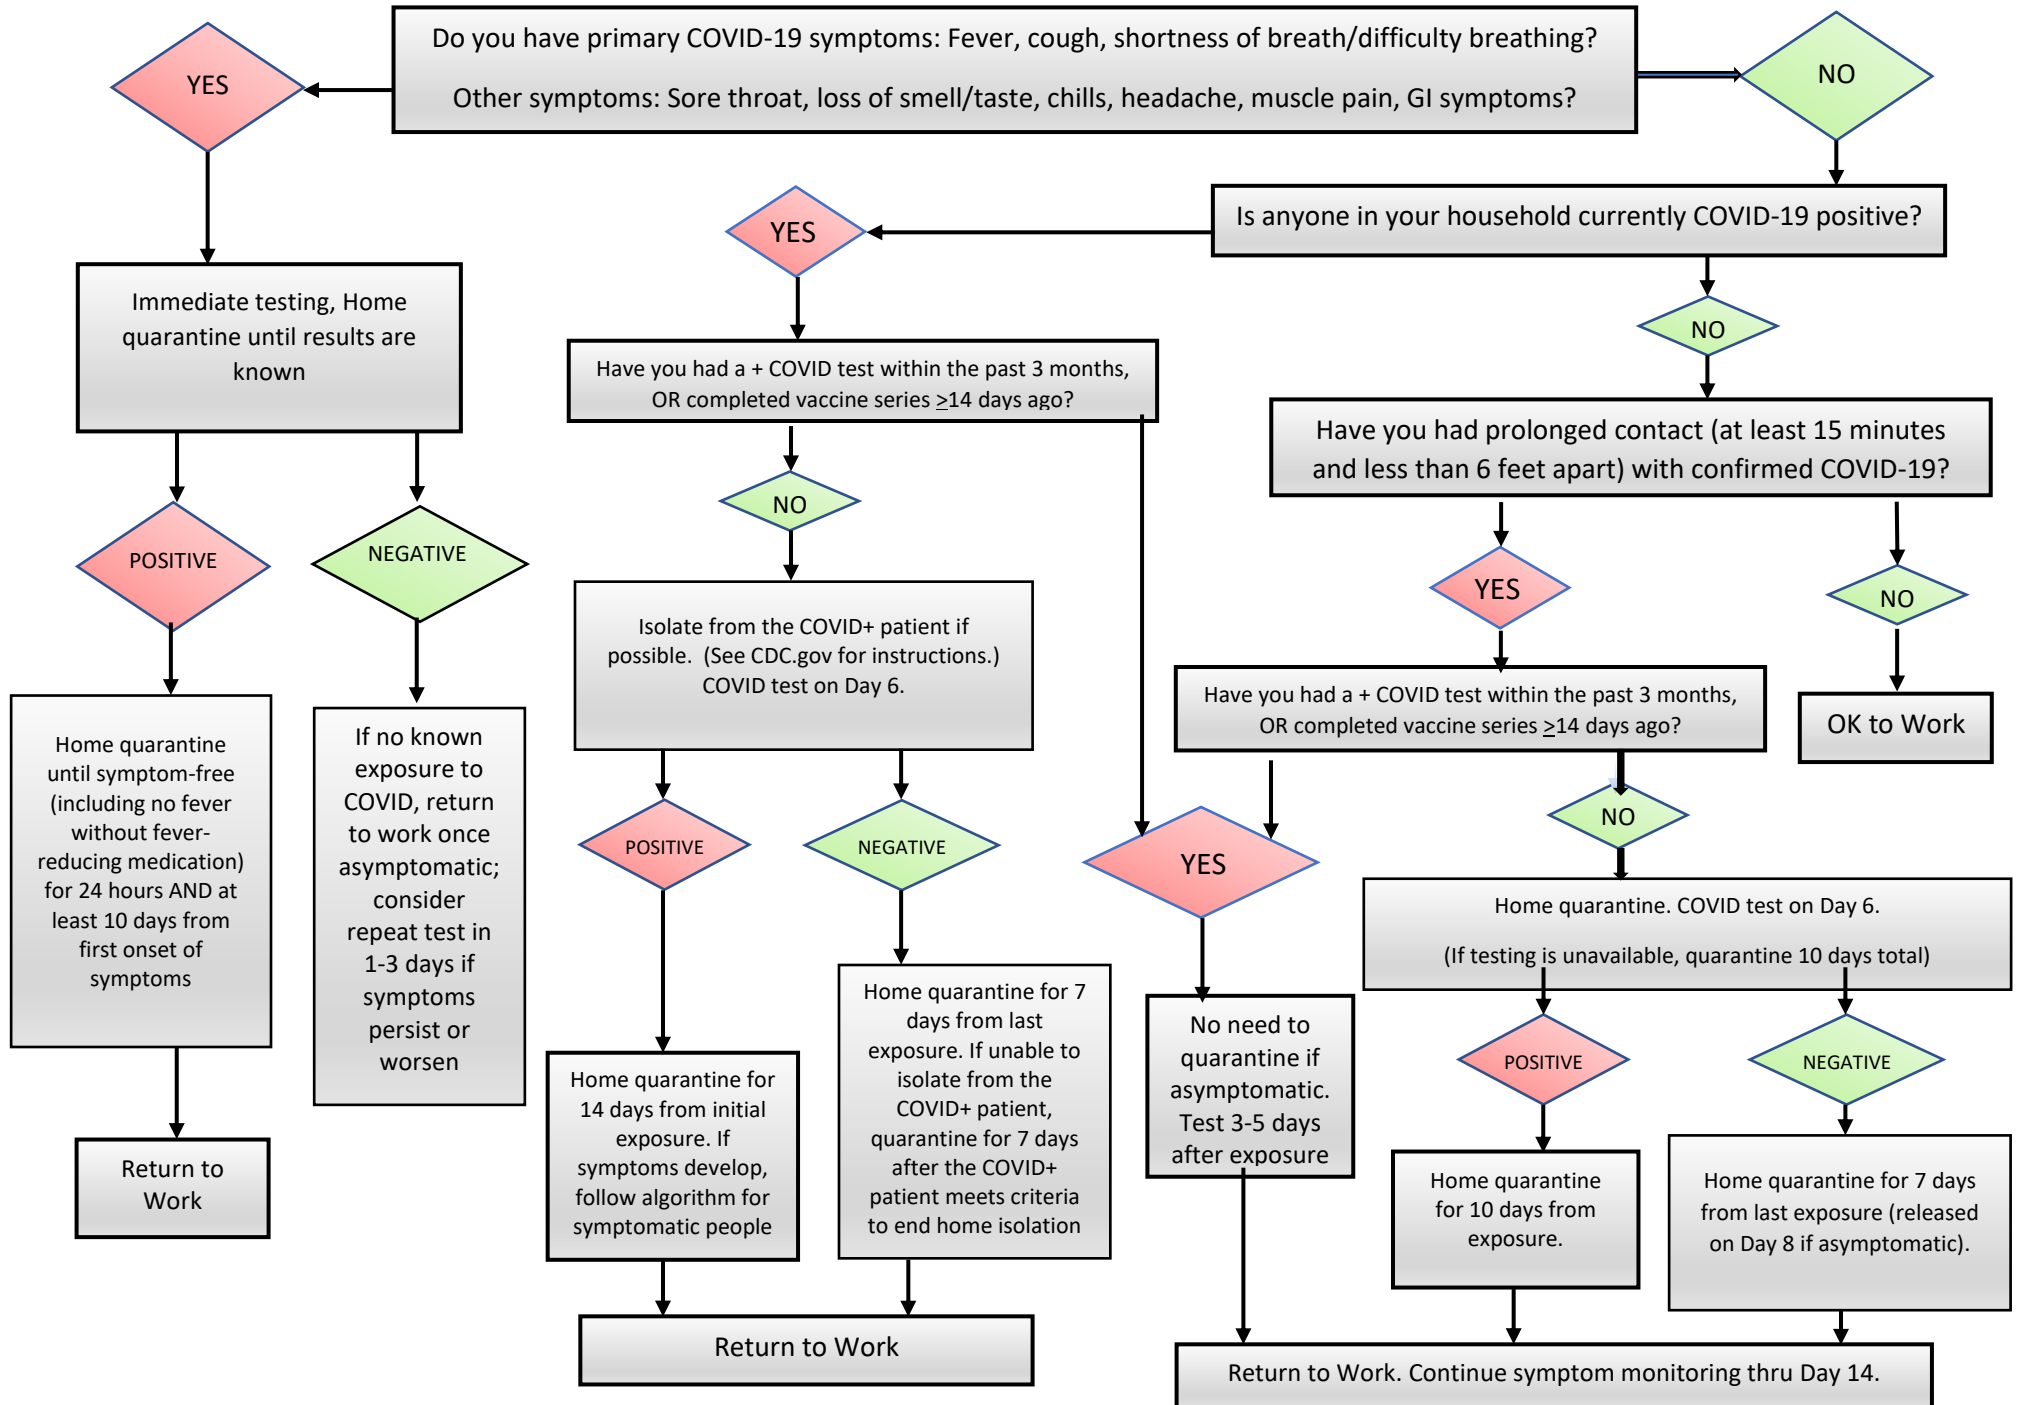 Do you have primary COVID-19 symptoms: Fever, cough, shortness of breath/difficulty breathing?
Other symptoms: Sore throat, loss of smell/taste, chills, headache, muscle pain, GI symptoms?
YES
NO
Is anyone in your household currently COVID-19 positive?
YES
NO
Immediate testing, Home
quarantine until results are
known
POSITIVE
NEGATIVE
Home quarantine
until symptom-free
(including no fever
without fever-
reducing medication)
for 24 hours AND at
least 10 days from
first onset of
symptoms
Return to
Work
If no known
exposure to
COVID, return
to work once
asymptomatic;
consider
repeat test in
1-3 days if
symptoms
persist or
worsen
Have you had a + COVID test within the past 3 months,
OR completed vaccine series >14 days ago?
NO
Isolate from the COVID+ patient if
possible.  (See CDC.gov for instructions.)
COVID test on Day 6.
POSITIVE
NEGATIVE
Home quarantine for
14 days from initial
exposure. If
symptoms develop,
follow algorithm for
symptomatic people
Home quarantine for 7
days from last
exposure. If unable to
isolate from the
COVID+ patient,
quarantine for 7 days
after the COVID+
patient meets criteria
to end home isolation
Return to Work
Have you had prolonged contact (at least 15 minutes
and less than 6 feet apart) with confirmed COVID-19?
YES
NO
OK to Work
Have you had a + COVID test within the past 3 months,
OR completed vaccine series >14 days ago?
YES
NO
No need to
quarantine if
asymptomatic.
Test 3-5 days
after exposure
Home quarantine. COVID test on Day 6.
(If testing is unavailable, quarantine 10 days total)
POSITIVE
NEGATIVE
Home quarantine
for 10 days from
exposure.
Home quarantine for 7 days
from last exposure (released
on Day 8 if asymptomatic).
Return to Work. Continue symptom monitoring thru Day 14.